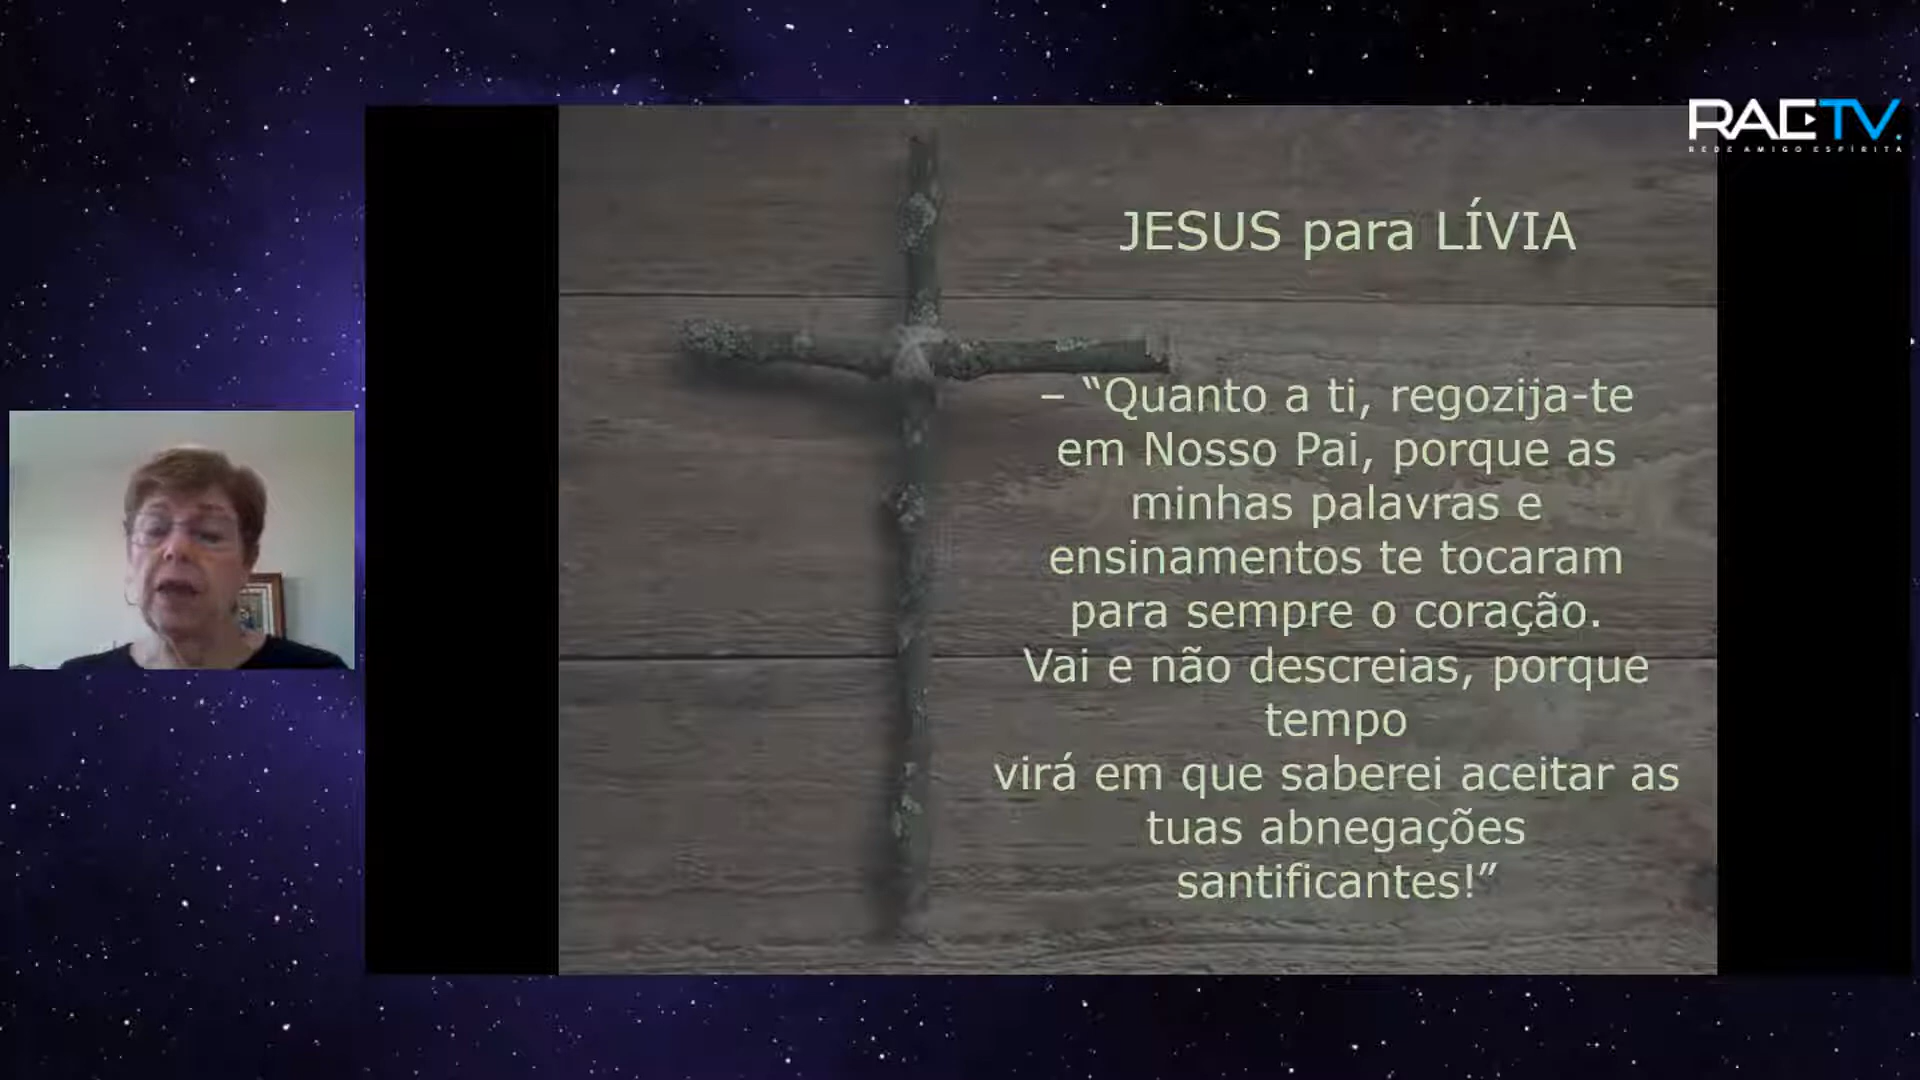 RAETV.
REDE AMIGO ESPÍRITA
JESUS para LÍVIA
– “Quanto a ti, regozija-te
em Nosso Pai, porque as
minhas palavras e
ensinamentos te tocaram
para sempre o coração.
Vai e não descreias, porque
tempo
virá em que saberei aceitar as
tuas abnegações
santificantes!”